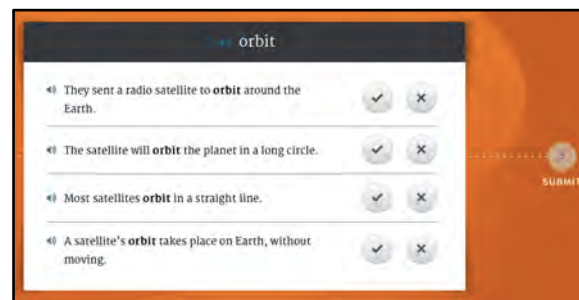 orbit
They sent a radio satellite to orbit around the
Earth.
The satellite will orbit the planet in a long circle.
Most satellites orbit in a straight line.
A satellite's orbit takes place on Earth, without
moving.
SUBMIT